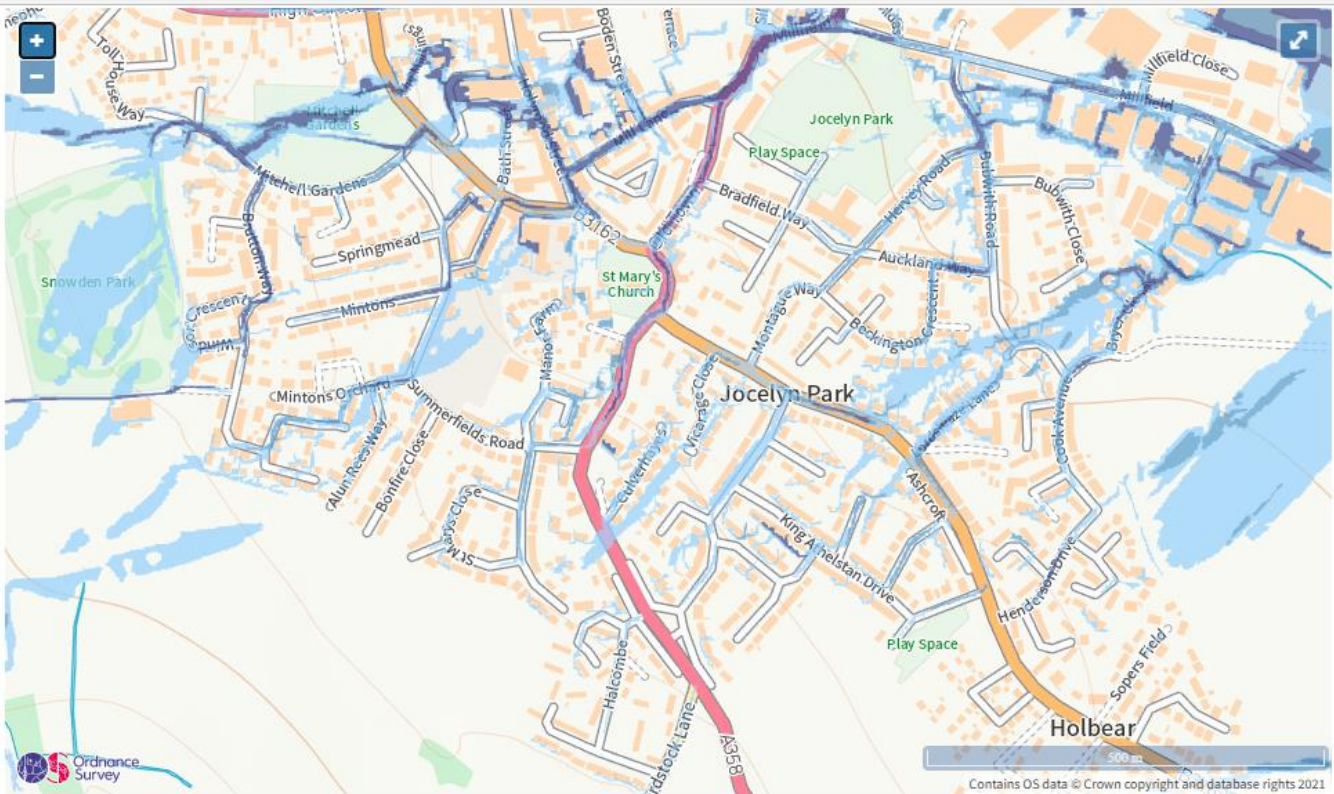 Toll House Way
Boden Street
Millfield Close
Millfield
Jocelyn Park
Play Space
Mill Lane
Bath Street
Mitchell
Gardens
Mitchell Gardens
Hervey Road
Bubwith Road
Bubwith Close
Bradfield Way
Button Way
Springmead
B3162
Auckland Way
Snowden Park
St Mary's
Church
Crescent
Mintons
Montague Way
Beckington Crescent
Manor Farm
Mintons Orchard
Summerfields Road
Vicarage Close
Jocelyn Park
Cook Avenue
Alun Rees Way
Bonfire Close
Culverhayes
Ashcroft
St Marys Close
King Athelstan Drive
Henderson Drive
Play Space
Halcombe
Sopers Field
Holbear
A358
Ordnance
Survey
500 m
Contains OS data © Crown copyright and database rights 2021